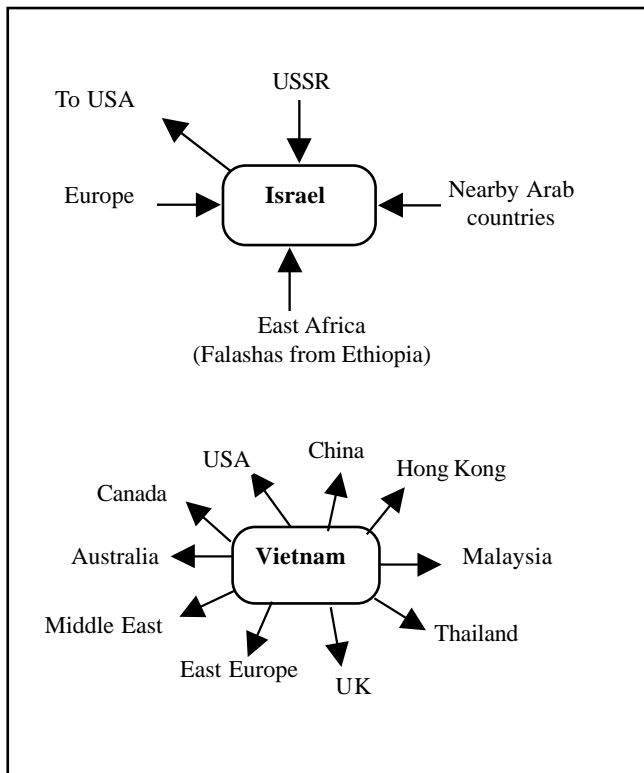 USSR
To USA
Europe
Israel
Nearby Arab
countries
East Africa
(Falashas from Ethiopia)
China
USA
Hong Kong
Canada
Australia
Vietnam
Malaysia
Middle East
Thailand
East Europe
UK